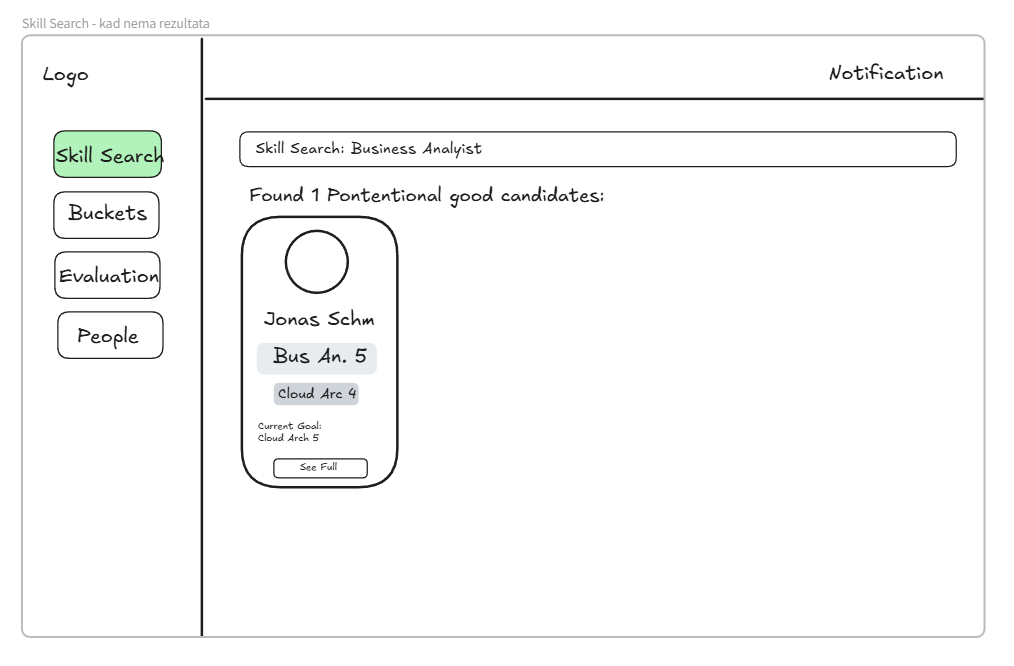 Skill Search - kad nema rezultata
Logo
Notification
Skill Search
Buckets
Evaluation
People
Skill Search: Business Analyist
Found 1 Pontentional good candidates:
Jonas Schm
Bus An. 5
Cloud Arc 4
Current Goal:
Cloud Arch 5
See Full